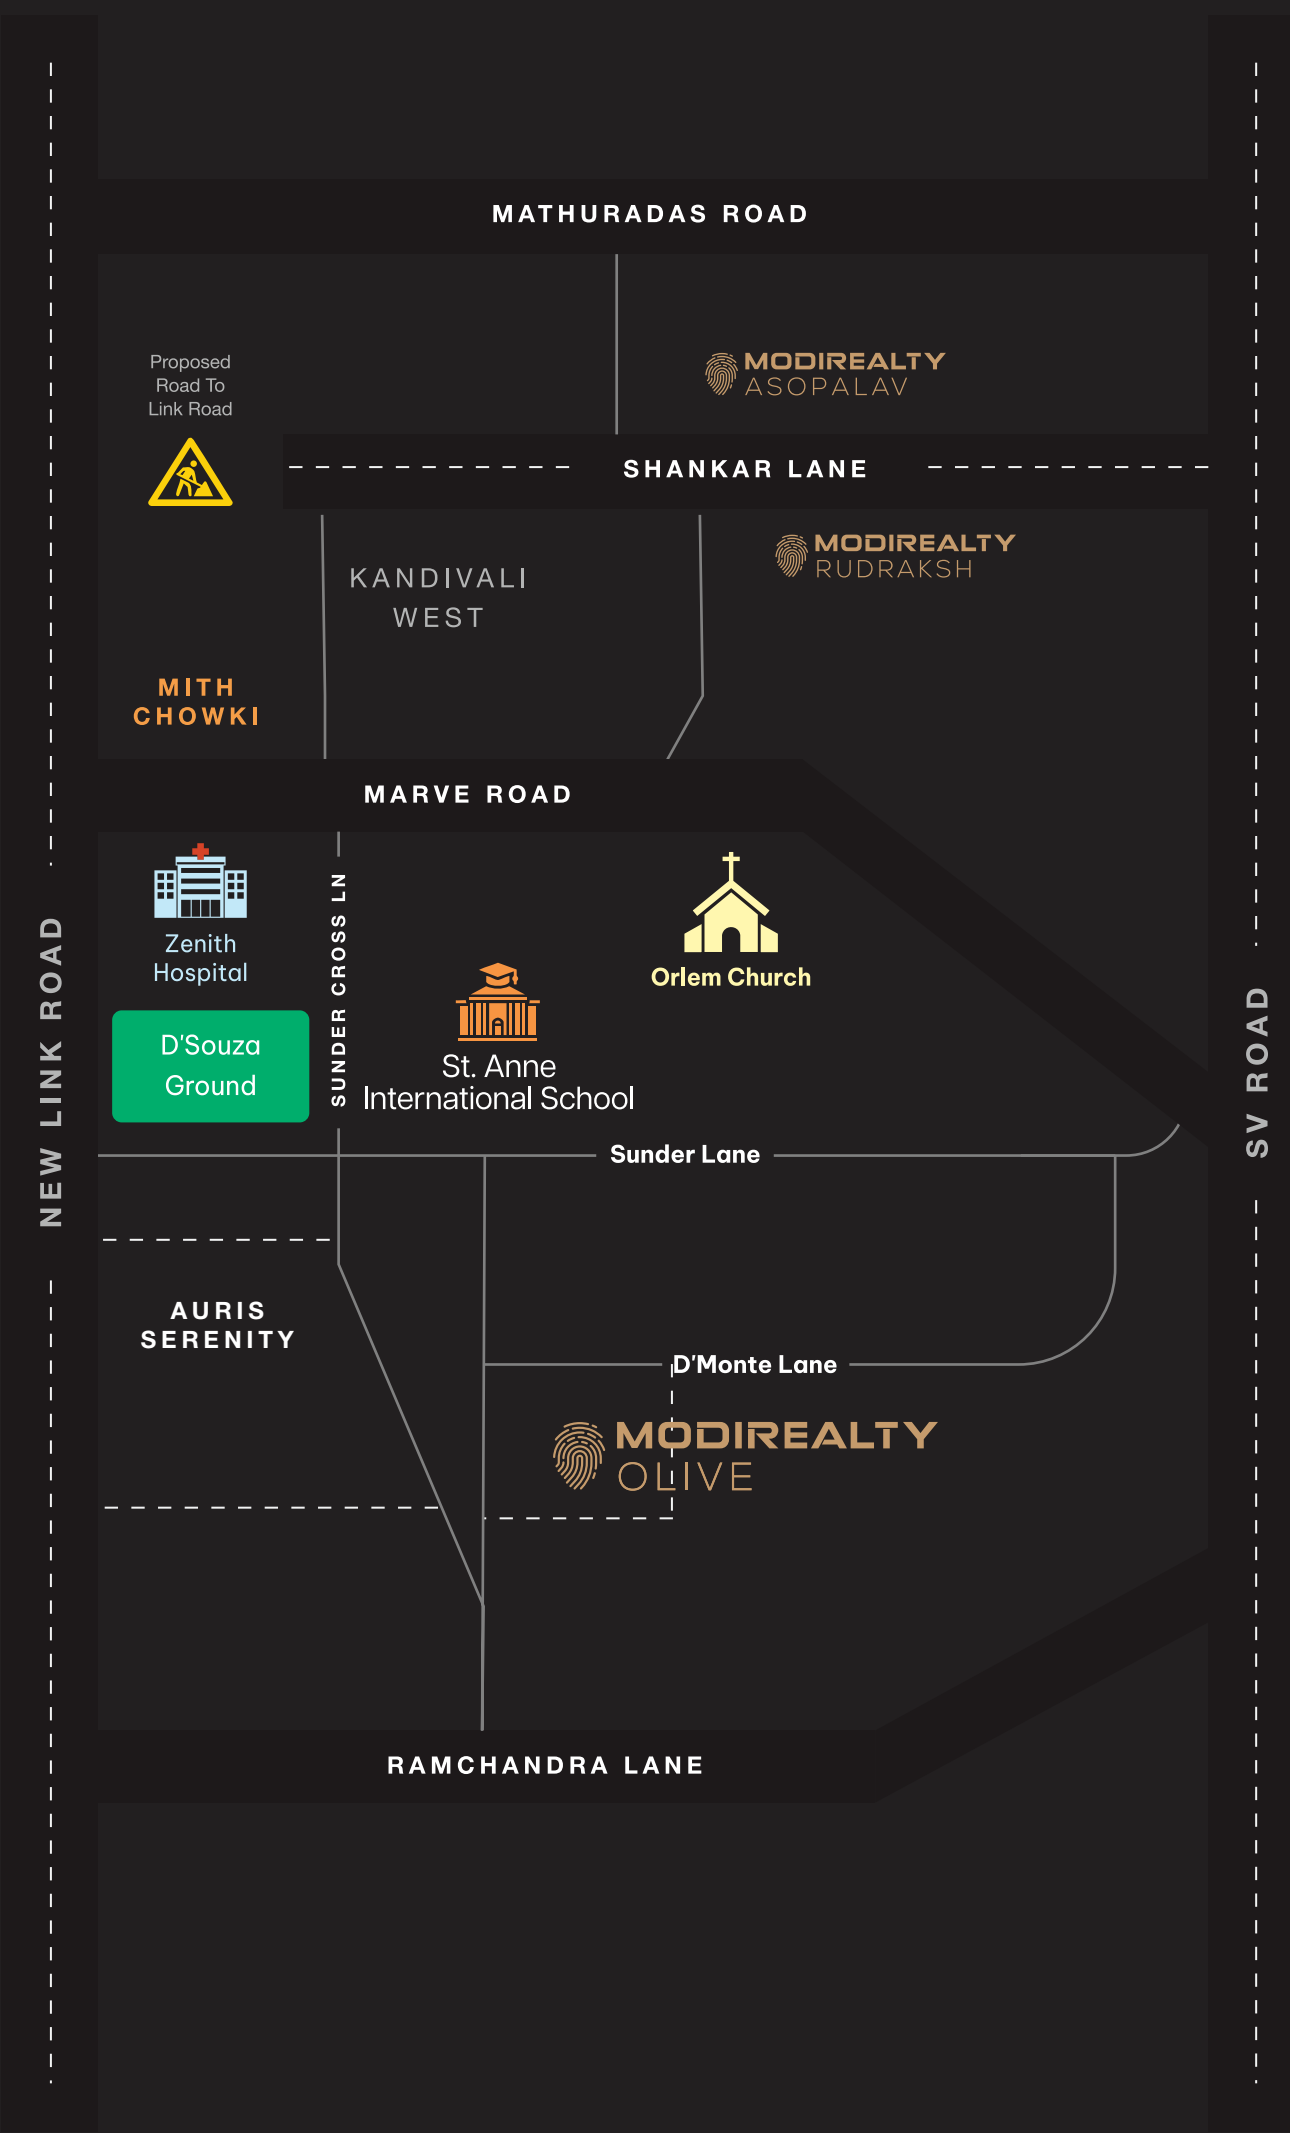 MATHURADAS ROAD
Proposed
Road To
Link Road
MODIREALTY
ASOPALAV
SHANKAR LANE
MODIREALTY
RUDRAKSH
KANDIVALI
WEST
MITH
CHOWKI
MARVE ROAD
Zenith
Hospital
Orlem Church
D'Souza
Ground
SUNDER CROSS LN
St. Anne
International School
NEW LINK ROAD
SV ROAD
Sunder Lane
AURIS
SERENITY
D'Monte Lane
MODIREALTY
OLIVE
RAMCHANDRA LANE